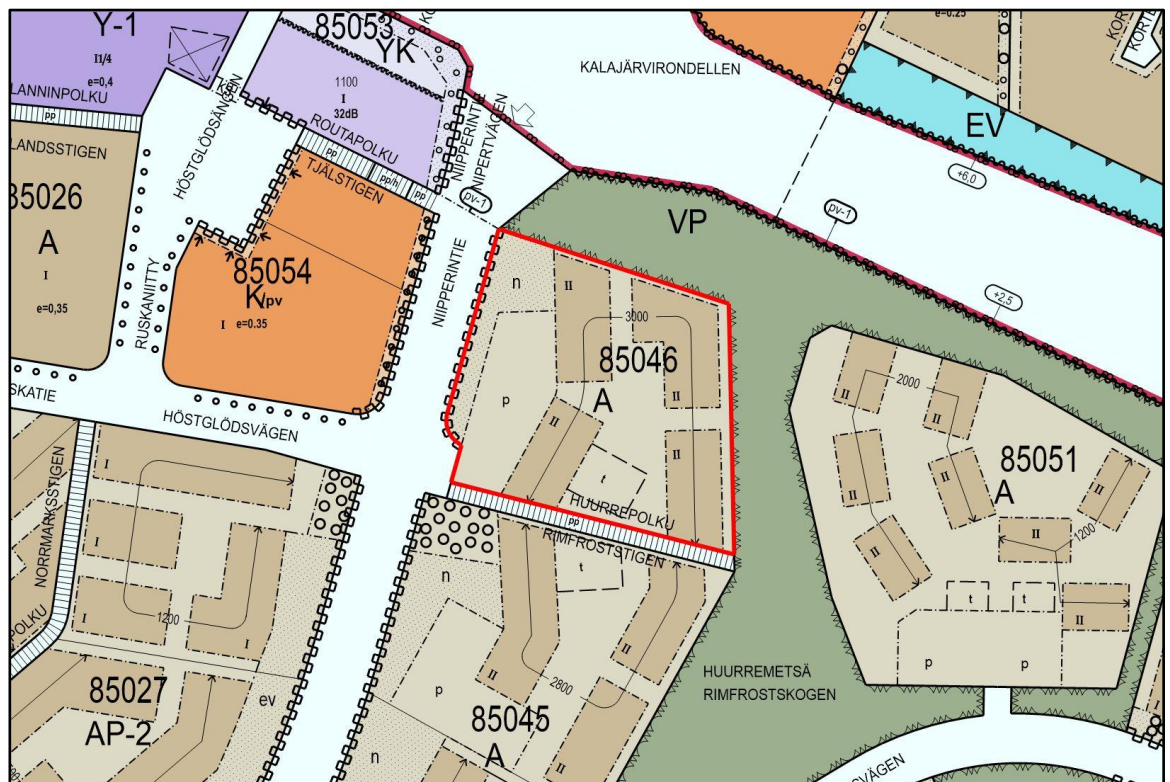 Y-1
I1/4
e=0,4
LANNINPOLKU
pp
LANDSSTIGEN
85026
A
I
e=0,35
HÖSTGLÖDSÄNGEN
RUSKANIITTY
85053
YK
1100
I
32dB
ROUTAPOLKU
pp
pp/h
pp
TJÄLSTIGEN
NIIPPERINTIE
NIPERTVÄGEN
pv-1
KALAJÄRVIRONDELLEN
e=0.25
EV
+6,0
pv-1
+2,5
VP
85054
K/pv
I e=0.35
NIIPPERINTIE
SKATIE
HÖSTGLÖDSVÄGEN
n
II
3000
85046
A
p
II
II
II
t
HUURREPOLKU
pp
RIMFROSTSTIGEN
2000
II
II
85051
A
II
II
II
II
II
1200
II
t
t
p
p
I
NORRMARKSSTIGEN
I
I
1200
I
POLKU
85027
AP-2
ev
n
t
II
II
p
2800
85045
A
II
n
HUURREMETSÄ
RIMFROSTSKOGEN
I
I